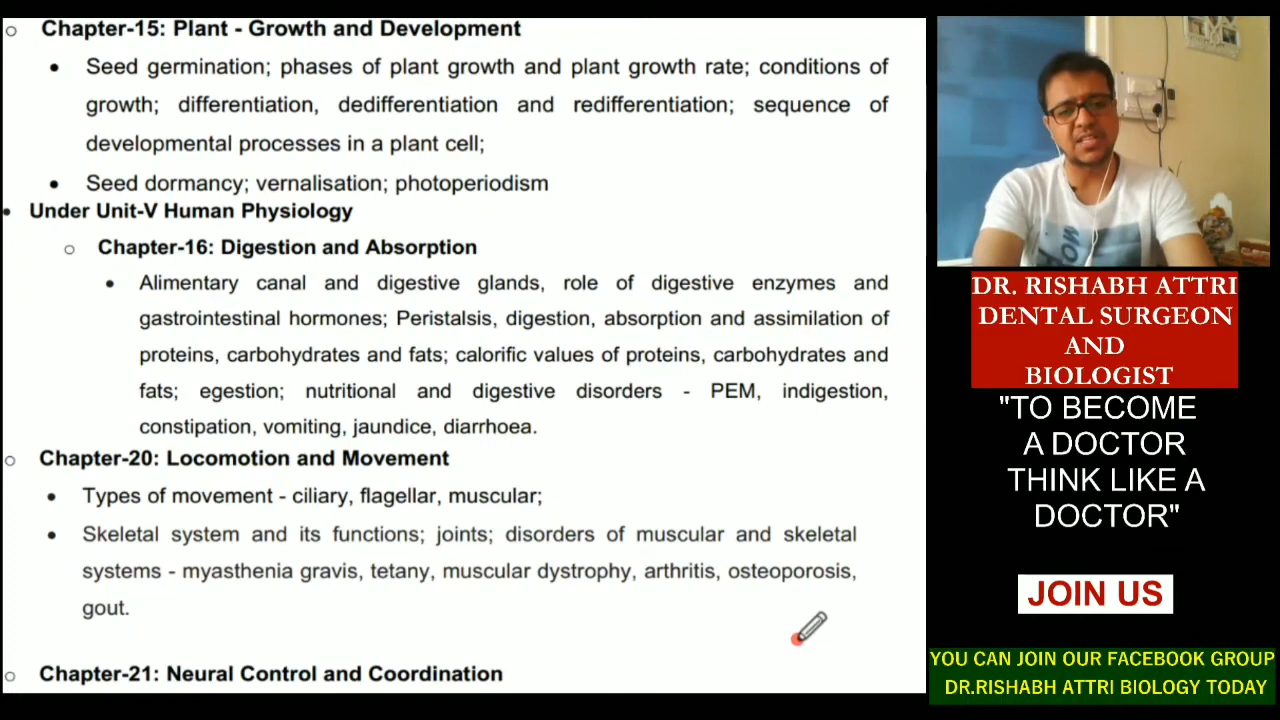 Chapter-15: Plant - Growth and Development
Seed germination; phases of plant growth and plant growth rate; conditions of
growth; differentiation, dedifferentiation and redifferentiation; sequence of
developmental processes in a plant cell;
Seed dormancy; vernalisation; photoperiodism
Under Unit-V Human Physiology
Chapter-16: Digestion and Absorption
Alimentary canal and digestive glands, role of digestive enzymes and
gastrointestinal hormones; Peristalsis, digestion, absorption and assimilation of
proteins, carbohydrates and fats; calorific values of proteins, carbohydrates and
fats; egestion; nutritional and digestive disorders - PEM, indigestion,
constipation, vomiting, jaundice, diarrhoea.
Chapter-20: Locomotion and Movement
Types of movement - ciliary, flagellar, muscular;
Skeletal system and its functions; joints; disorders of muscular and skeletal
systems - myasthenia gravis, tetany, muscular dystrophy, arthritis, osteoporosis,
gout.
Chapter-21: Neural Control and Coordination
DR. RISHABH ATTRI
DENTAL SURGEON
AND
BIOLOGIST
"TO BECOME
A DOCTOR
THINK LIKE A
DOCTOR"
JOIN US
YOU CAN JOIN OUR FACEBOOK GROUP
DR.RISHABH ATTRI BIOLOGY TODAY